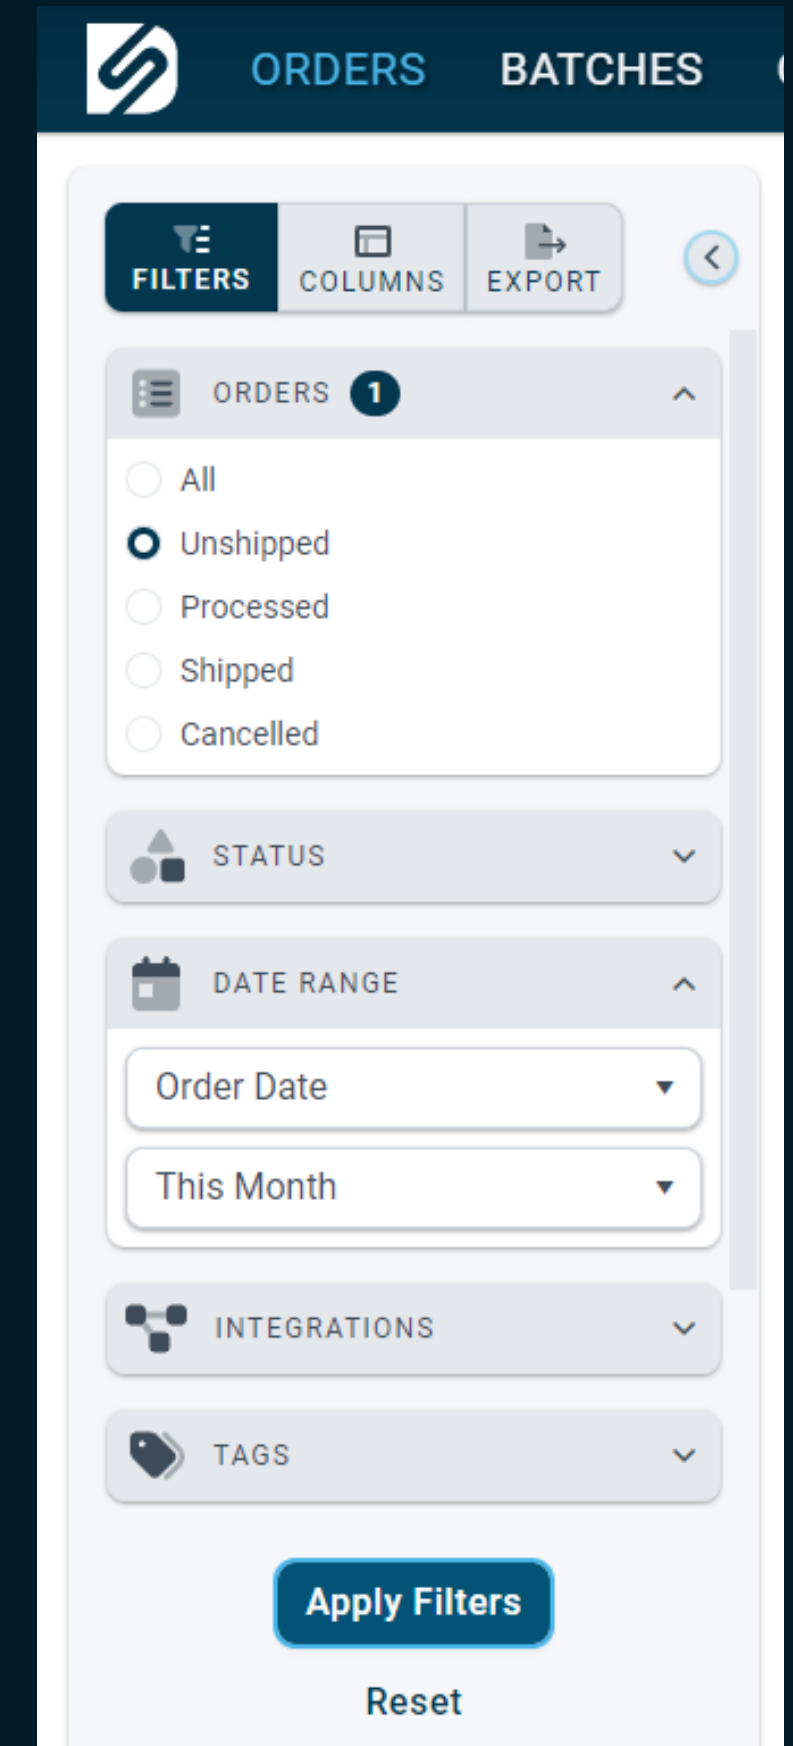 ORDERS BATCHES
FILTERS COLUMNS EXPORT
ORDERS 1
All
Unshipped
Processed
Shipped
Cancelled
STATUS
DATE RANGE
Order Date
This Month
INTEGRATIONS
TAGS
Apply Filters
Reset